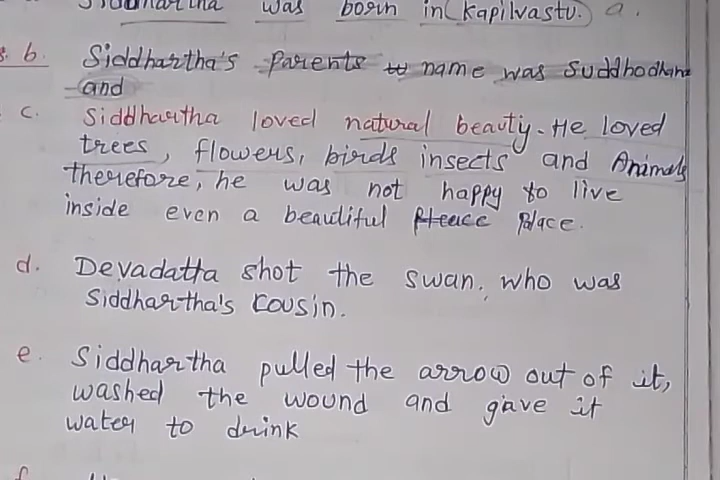 Siddhartha was born in (Kapilvastu.) a.
b. Siddhartha's parents name was Suddhodhana
and
c. Siddhartha loved natural beauty. He loved
trees, flowers, birds insects and Animals
therefore, he was not happy to live
inside even a beautiful Place.
d. Devadatta shot the swan, who was
Siddhartha's cousin.
e. Siddhartha pulled the arrow out of it,
washed the wound and gave it
water to drink